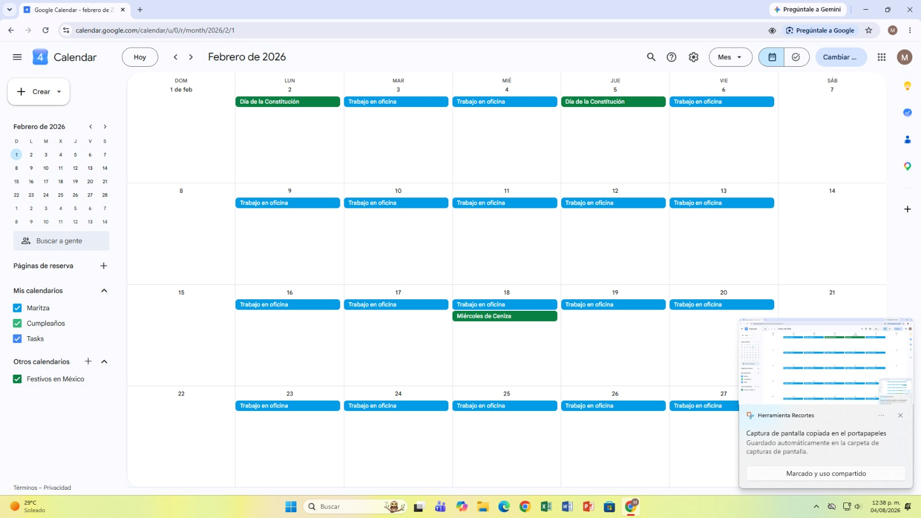 Google Calendar - febrero de 2
Pregúntale a Gemini
calendar.google.com/calendar/u/0/r/month/2026/2/1
Pregúntale a Google
M
4
Calendar
Hoy
Febrero de 2026
Mes
Cambiar ...
M
Crear
DOM
LUN
MAR
MIÉ
JUE
VIE
SÁB
1 de feb
2
3
4
5
6
7
Día de la Constitución
Trabajo en oficina
Trabajo en oficina
Día de la Constitución
Trabajo en oficina
Febrero de 2026
D L M X J V S
1 2 3 4 5 6 7
8 9 10 11 12 13 14
15 16 17 18 19 20 21
22 23 24 25 26 27 28
1 2 3 4 5 6 7
8 9 10 11 12 13 14
8
9
10
11
12
13
14
Trabajo en oficina
Trabajo en oficina
Trabajo en oficina
Trabajo en oficina
Trabajo en oficina
Buscar a gente
Páginas de reserva
Mis calendarios
Maritza
Cumpleaños
Tasks
Otros calendarios
Festivos en México
15
16
17
18
19
20
21
Trabajo en oficina
Trabajo en oficina
Trabajo en oficina
Trabajo en oficina
Trabajo en oficina
Miércoles de Ceniza
22
23
24
25
26
27
Trabajo en oficina
Trabajo en oficina
Trabajo en oficina
Trabajo en oficina
Trabajo en ofi
Herramienta Recortes
Captura de pantalla copiada en el portapapeles
Guardado automáticamente en la carpeta de
capturas de pantalla.
Marcado y uso compartido
Términos – Privacidad
29°C
Soleado
Buscar
12:38 p. m.
04/08/2026